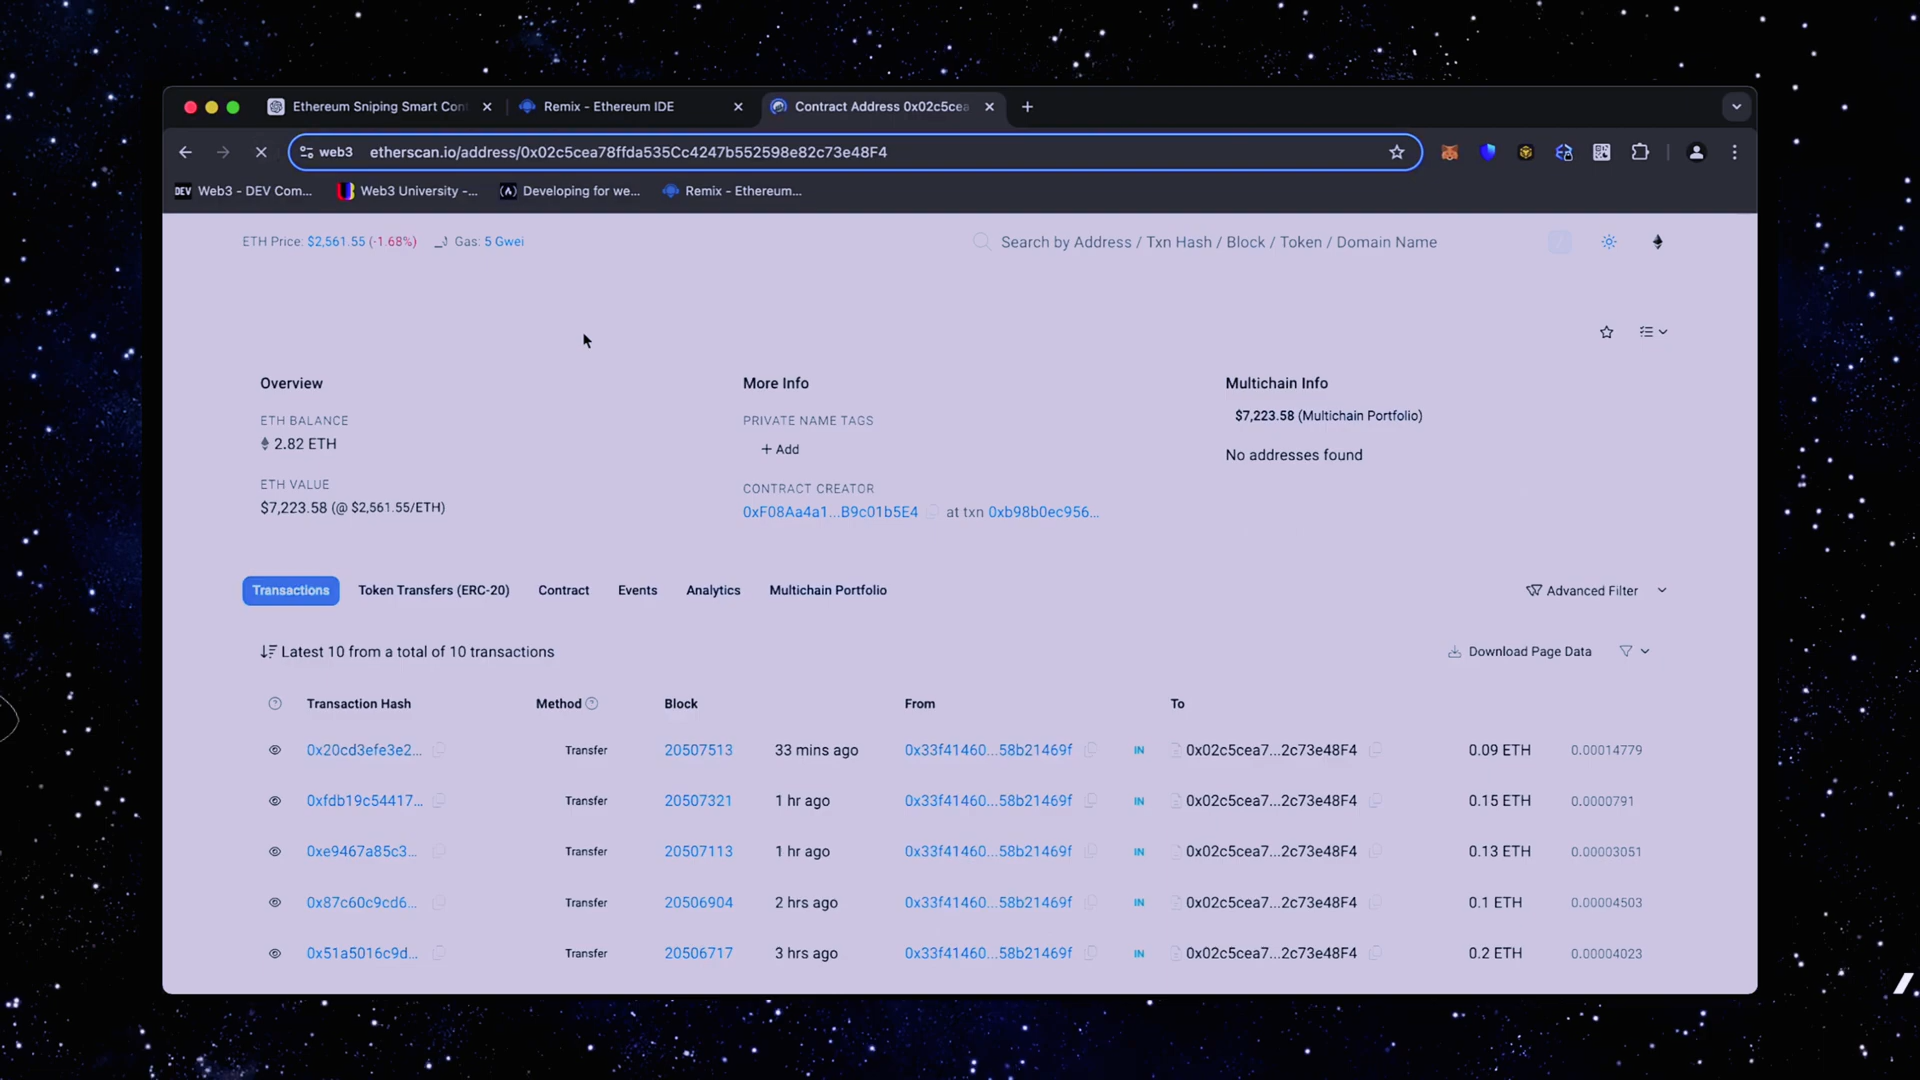 Ethereum Sniping Smart Con
Remix - Ethereum IDE
Contract Address 0x02c5cea
web3 etherscan.io/address/0x02c5cea78ffda535Cc4247b552598e82c73e48F4
DEV Web3 - DEV Com...
Web3 University -...
Developing for we...
Remix - Ethereum...
ETH Price: $2,561.55 (-1.68%) Gas: 5 Gwei
Search by Address / Txn Hash / Block / Token / Domain Name
Overview
ETH BALANCE
2.82 ETH
ETH VALUE
$7,223.58 (@ $2,561.55/ETH)
More Info
PRIVATE NAME TAGS
+ Add
CONTRACT CREATOR
0xF08Aa4a1...B9c01b5E4 at txn 0xb98b0ec956...
Multichain Info
$7,223.58 (Multichain Portfolio)
No addresses found
Transactions Token Transfers (ERC-20) Contract Events Analytics Multichain Portfolio Advanced Filter
Latest 10 from a total of 10 transactions Download Page Data
Transaction Hash Method Block From To
0x20cd3efe3e2... Transfer 20507513 33 mins ago 0x33f41460...58b21469f IN 0x02c5cea7...2c73e48F4 0.09 ETH 0.00014779
0xfdb19c54417... Transfer 20507321 1 hr ago 0x33f41460...58b21469f IN 0x02c5cea7...2c73e48F4 0.15 ETH 0.0000791
0xe9467a85c3... Transfer 20507113 1 hr ago 0x33f41460...58b21469f IN 0x02c5cea7...2c73e48F4 0.13 ETH 0.00003051
0x87c60c9cd6... Transfer 20506904 2 hrs ago 0x33f41460...58b21469f IN 0x02c5cea7...2c73e48F4 0.1 ETH 0.00004503
0x51a5016c9d... Transfer 20506717 3 hrs ago 0x33f41460...58b21469f IN 0x02c5cea7...2c73e48F4 0.2 ETH 0.00004023